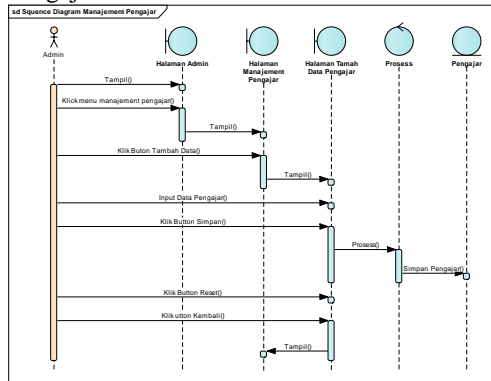 sd Squence Diagram Manajement Pengajar
Admin
Halaman Admin
Halaman
Manajement
Pengajar
Halaman Tamah
Data Pengajar
Prosess
Pengajar
Tampil()
Klick menu management pengajar()
Tampil()
Klik Buton Tambah Data()
Tampil()
Input Data Pengajar()
Klik Button Simpan()
Prosess()
Simpan Pengajar()
Klik Button Reset()
Klik utton Kembali()
Tampil()